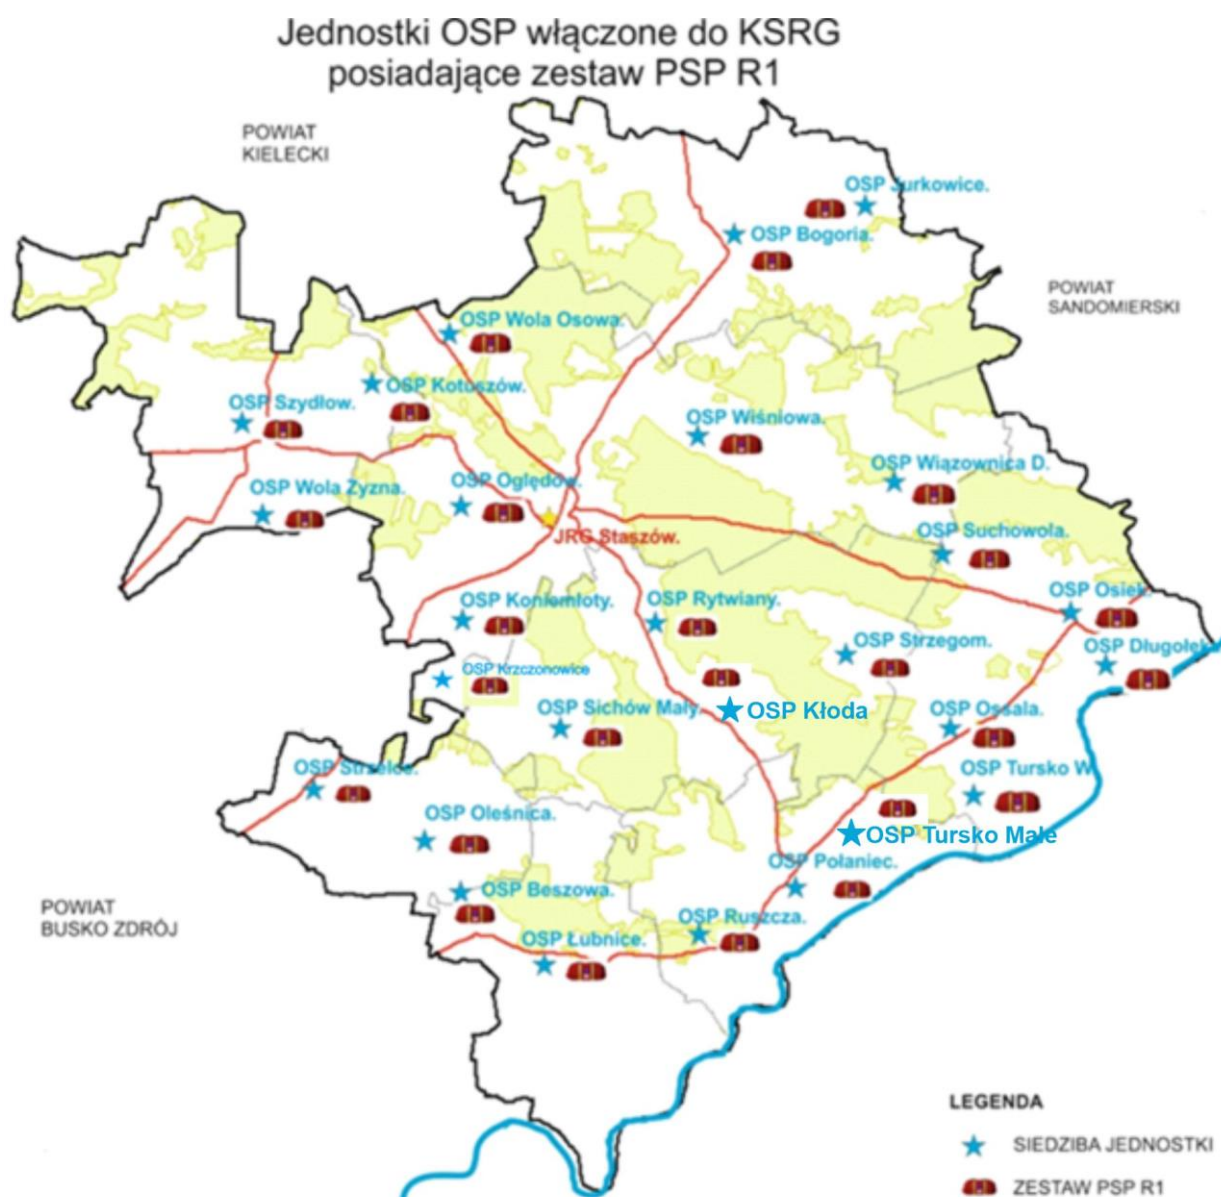 Jednostki OSP włączone do KSRG
posiadające zestaw PSP R1
POWIAT
KIELECKI
OSP Jurkowice.
OSP Bogoria.
POWIAT
SANDOMIERSKI
OSP Wola Osowa.
OSP Kotuszów.
OSP Szydłow.
OSP Wiśniowa.
OSP Wiązownica D.
OSP Oględów.
OSP Wola Żyzna.
JRG Staszów.
OSP Suchowola.
OSP Osiek.
OSP Koniemłoty.
OSP Rytwiany.
OSP Strzegom.
OSP Długołęk
OSP Krzczonowice
OSP Sichów Mały.
OSP Kłoda
OSP Ossala.
OSP Strzelce.
OSP Tursko W.
OSP Oleśnica.
OSP Tursko Małe
OSP Połaniec.
OSP Beszowa.
POWIAT
BUSKO ZDRÓJ
OSP Ruszcza.
OSP Łubnice.
LEGENDA
SIEDZIBA JEDNOSTKI
ZESTAW PSP R1